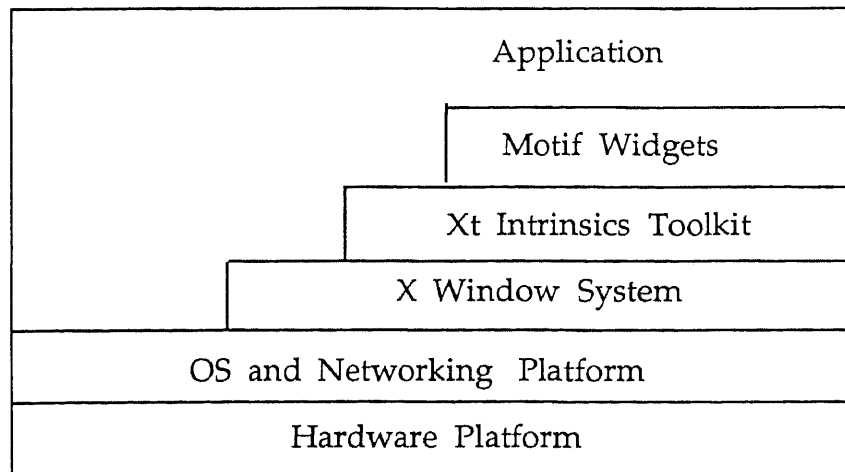 Application
Motif Widgets
Xt Intrinsics Toolkit
X Window System
OS and Networking Platform
Hardware Platform